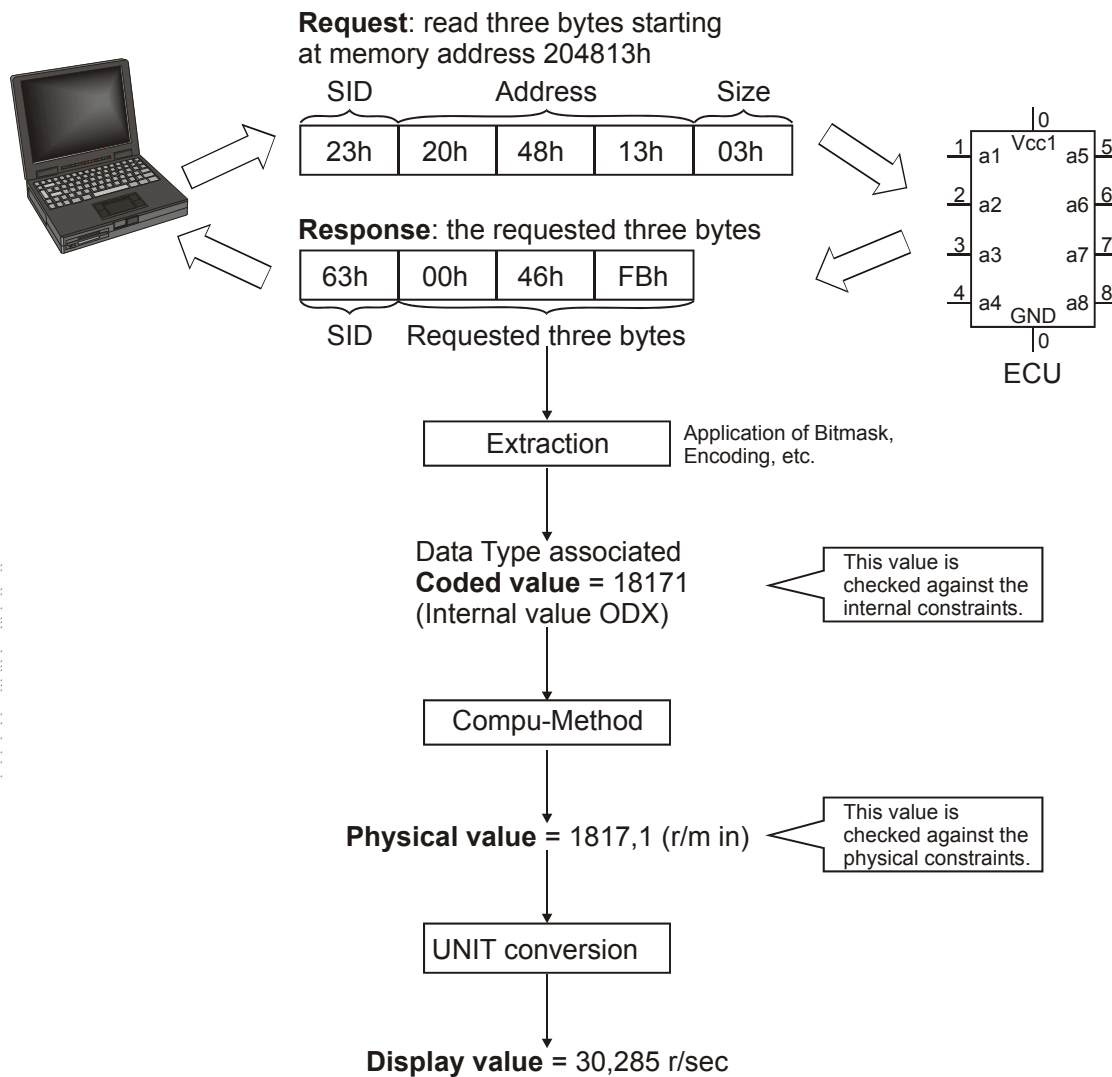 Request: read three bytes starting
at memory address 204813h
SID Address Size
23h 20h 48h 13h 03h
Response: the requested three bytes
63h 00h 46h FBh
SID Requested three bytes
0
Vcc1
1 a1 a5 5
2 a2 a6 6
3 a3 a7 7
4 a4 a8 8
GND
0
ECU
Extraction
Application of Bitmask,
Encoding, etc.
Data Type associated
Coded value = 18171
(Internal value ODX)
This value is
checked against the
internal constraints.
Compu-Method
Physical value = 1817,1 (r/m in)
This value is
checked against the
physical constraints.
UNIT conversion
Display value = 30,285 r/sec